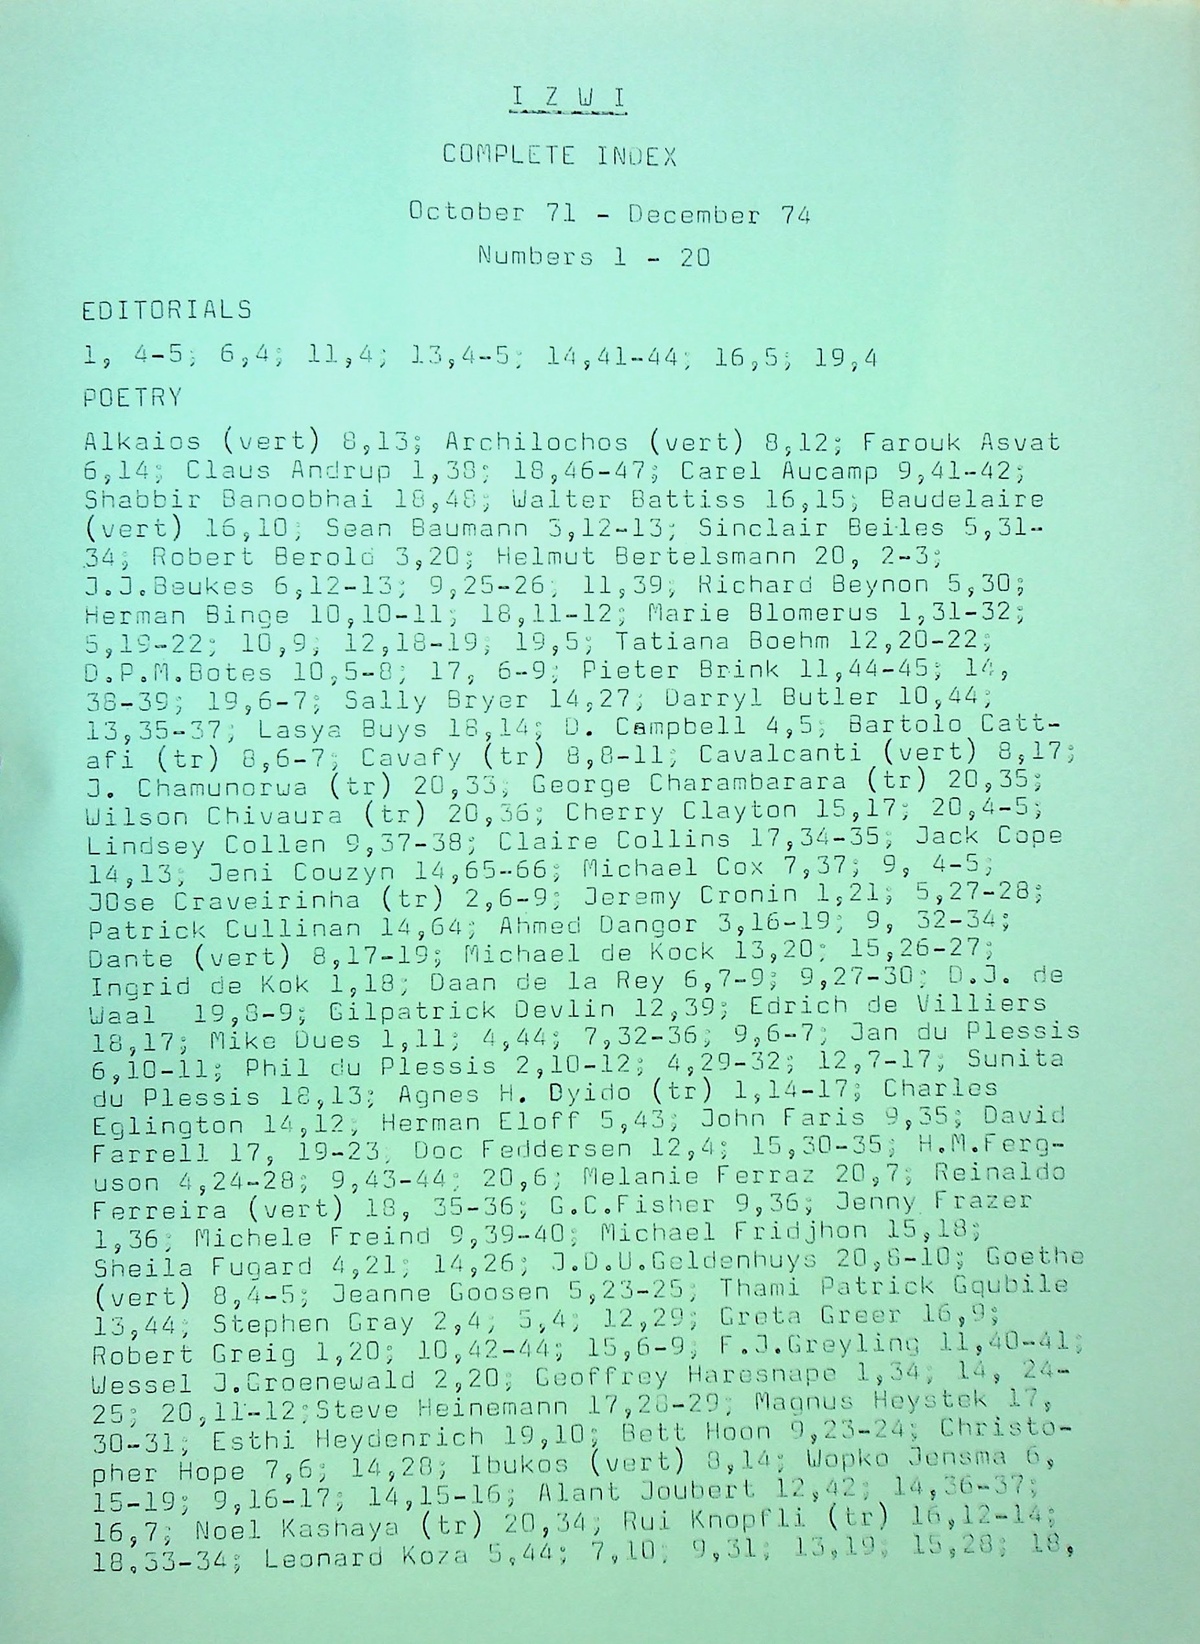 I Z W I
COMPLETE INDEX
October 71 - December 74
Numbers 1 - 20
EDITORIALS
1, 4-5; 6,4; 11,4; 13,4-5; 14,41-44; 16,5; 19,4
POETRY
Alkaios (vert) 8,13; Archilochos (vert) 8,12; Farouk Asvat
6,14; Claus Andrup 1,38; 18,46-47; Carel Aucamp 9,41-42;
Shabbir Banoobhai 18,48; Walter Battiss 16,15; Baudelaire
(vert) 16,10; Sean Baumann 3,12-13; Sinclair Beiles 5,31-
34; Robert Berold 3,20; Helmut Bertelsmann 20, 2-3;
J.J.Beukes 6,12-13; 9,25-26; 11,39; Richard Beynon 5,30;
Herman Binge 10,10-11; 18,11-12; Marie Blomerus 1,31-32;
5,19-22; 10,9; 12,18-19; 19,5; Tatiana Boehm 12,20-22;
D.P.M.Botes 10,5-8; 17, 6-9; Pieter Brink 11,44-45; 14,
38-39; 19,6-7; Sally Bryer 14,27; Darryl Butler 10,44;
13,35-37; Lasya Buys 18,14; D. Campbell 4,5; Bartolo Catt-
afi (tr) 8,6-7; Cavafy (tr) 8,8-11; Cavalcanti (vert) 8,17;
J. Chamunorwa (tr) 20,33; George Charambarara (tr) 20,35;
Wilson Chivaura (tr) 20,36; Cherry Clayton 15,17; 20,4-5;
Lindsey Collen 9,37-38; Claire Collins 17,34-35; Jack Cope
14,13; Jeni Couzyn 14,65-66; Michael Cox 7,37; 9, 4-5;
JOse Craveirinha (tr) 2,6-9; Jeremy Cronin 1,21; 5,27-28;
Patrick Cullinan 14,64; Ahmed Dangor 3,16-19; 9, 32-34;
Dante (vert) 8,17-19; Michael de Kock 13,20; 15,26-27;
Ingrid de Kok 1,18; Daan de la Rey 6,7-9; 9,27-30; D.J. de
Waal 19,8-9; Gilpatrick Devlin 12,39; Edrich de Villiers
18,17; Mike Dues 1,11; 4,44; 7,32-36; 9,6-7; Jan du Plessis
6,10-11; Phil du Plessis 2,10-12; 4,29-32; 12,7-17; Sunita
du Plessis 18,13; Agnes H. Dyido (tr) 1,14-17; Charles
Eglington 14,12; Herman Eloff 5,43; John Faris 9,35; David
Farrell 17, 19-23; Doc Feddersen 12,4; 15,30-35; H.M.Ferg-
uson 4,24-28; 9,43-44; 20,6; Melanie Ferraz 20,7; Reinaldo
Ferreira (vert) 18, 35-36; G.C.Fisher 9,36; Jenny Frazer
1,36; Michele Freind 9,39-40; Michael Fridjhon 15,18;
Sheila Fugard 4,21; 14,26; J.D.U.Geldenhuys 20,8-10; Goethe
(vert) 8,4-5; Jeanne Goosen 5,23-25; Thami Patrick Gqubile
13,44; Stephen Gray 2,4; 5,4; 12,29; Greta Greer 16,9;
Robert Greig 1,20; 10,42-44; 15,6-9; F.J.Greyling 11,40-41;
Wessel J.Groenewald 2,20; Geoffrey Haresnape 1,34; 14, 24-
25; 20,11-12;Steve Heinemann 17,28-29; Magnus Heystek 17,
30-31; Esthi Heydenrich 19,10; Bett Hoon 9,23-24; Christo-
pher Hope 7,6; 14,28; Ibukos (vert) 8,14; Wopko Jensma 6,
15-19; 9,16-17; 14,15-16; Alant Joubert 12,42; 14,36-37;
16,7; Noel Kashaya (tr) 20,34; Rui Knopfli (tr) 16,12-14;
18,33-34; Leonard Koza 5,44; 7,10; 9,31; 13,19; 15,28; 18,